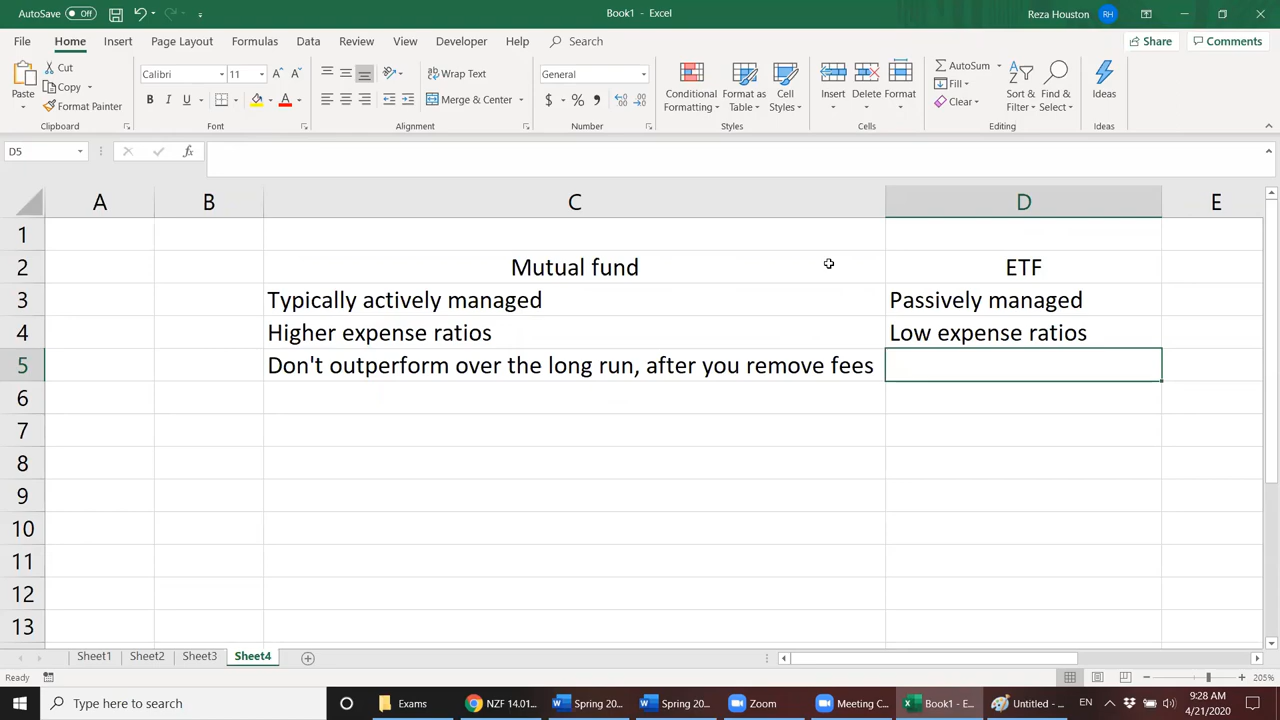 AutoSave Off
Book1 - Excel
Reza Houston RH
File Home Insert Page Layout Formulas Data Review View Developer Help Search
Share Comments
Paste Cut Copy Format Painter
Clipboard
Calibri 11 A A
B I U A
Font
Wrap Text
Merge & Center
Alignment
General
$ % ,
Number
Conditional Formatting
Format as Table
Cell Styles
Styles
Insert Delete Format
Cells
AutoSum
Fill
Clear
Sort & Filter
Find & Select
Editing
Ideas
Ideas
D5 fx
A B C D E
1
2 Mutual fund ETF
3 Typically actively managed Passively managed
4 Higher expense ratios Low expense ratios
5 Don't outperform over the long run, after you remove fees
6
7
8
9
10
11
12
13
Sheet1 Sheet2 Sheet3 Sheet4
Ready 205%
Type here to search
Exams
NZF 14.01...
Spring 20...
Spring 20...
Zoom
Meeting C...
Book1 - E...
Untitled - ...
EN
9:28 AM
4/21/2020